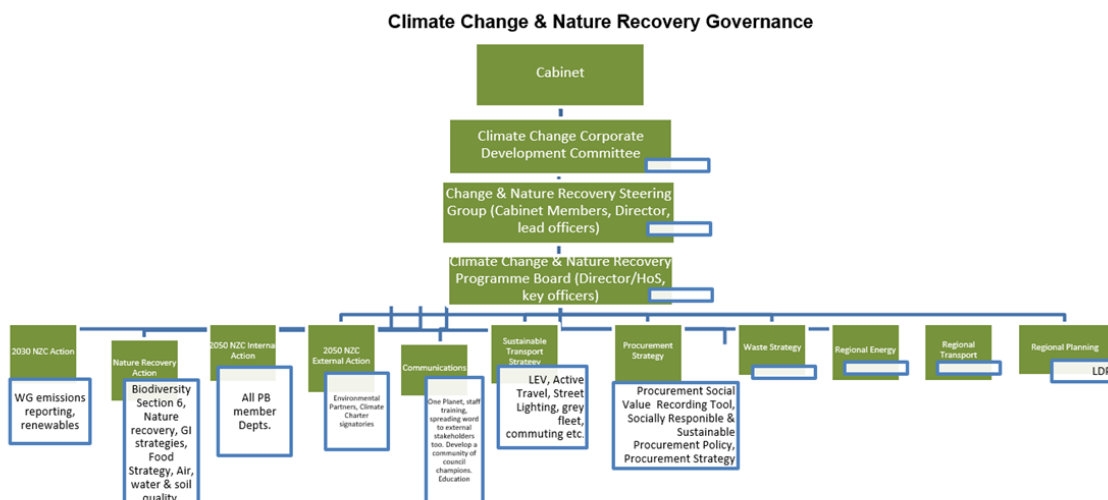 Climate Change & Nature Recovery Governance
Cabinet
Climate Change Corporate
Development Committee
Change & Nature Recovery Steering
Group (Cabinet Members, Director,
lead officers)
Climate Change & Nature Recovery
Programme Board (Director/HoS,
key officers)
2030 NZC Action
WG emissions
reporting,
renewables
Nature Recovery
Action
Biodiversity
Section 6,
Nature
recovery, GI
strategies,
Food
Strategy, Air,
water & soil
quality
2050 NZC Internal
Action
All PB
member
Depts.
2050 NZC
External Action
Environmental
Partners, Climate
Charter
signatories
Communications
One Planet, staff
training,
spreading word
to external
stakeholders
too. Develop a
community of
council
champions.
Education
Sustainable
Transport
Strategy
LEV, Active
Travel, Street
Lighting, grey
fleet,
commuting etc.
Procurement
Strategy
Procurement Social
Value Recording Tool,
Socially Responible &
Sustainable
Procurement Policy,
Procurement Strategy
Waste Strategy
Regional Energy
Regional
Transport
Regional Planning
LDP